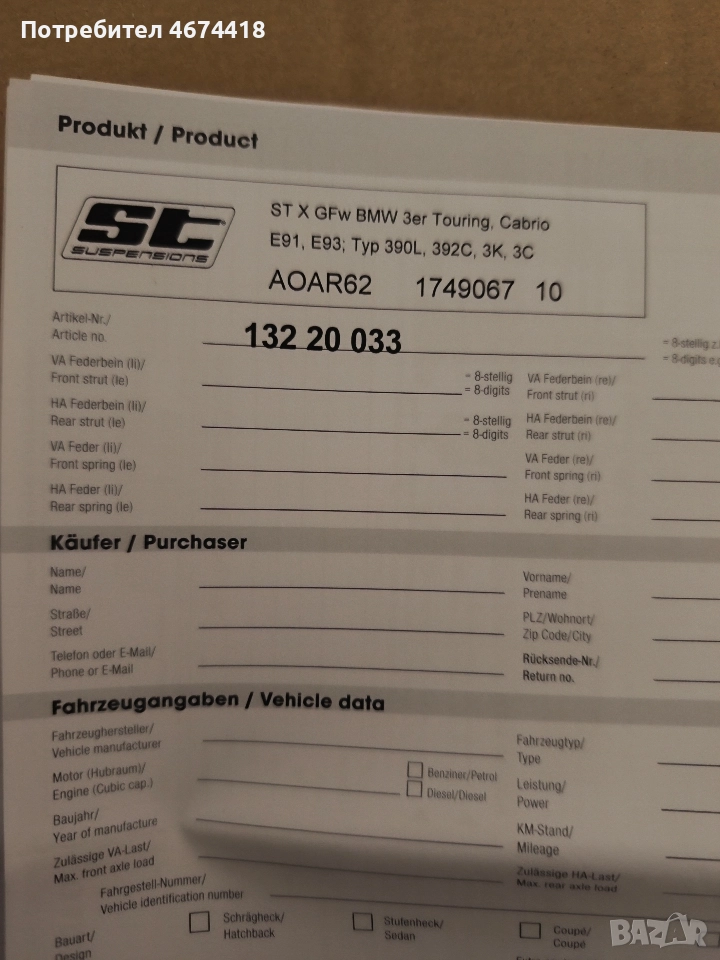 Потребител 4674418
Produkt / Product
ST SUSPENSIONS
ST X GFw BMW 3er Touring, Cabrio
E91, E93; Typ 390L, 392C, 3K, 3C
AOAR62 1749067 10
Artikel-Nr./
Article no.
132 20 033
= 8-stellig
= 8-digits
VA Federbein (li)/
Front strut (le)
= 8-stellig
= 8-digits
VA Federbein (re)/
Front strut (ri)
HA Federbein (li)/
Rear strut (le)
= 8-stellig
= 8-digits
HA Federbein (re)/
Rear strut (ri)
VA Feder (li)/
Front spring (le)
VA Feder (re)/
Front spring (ri)
HA Feder (li)/
Rear spring (le)
HA Feder (re)/
Rear spring (ri)
Käufer / Purchaser
Name/
Name
Vorname/
Prename
Straße/
Street
PLZ/Wohnort/
Zip Code/City
Telefon oder E-Mail/
Phone or E-Mail
Rücksende-Nr./
Return no.
Fahrzeugangaben / Vehicle data
Fahrzeughersteller/
Vehicle manufacturer
Fahrzeugtyp/
Type
Motor (Hubraum)/
Engine (Cubic cap.)
Benziner/Petrol
Diesel/Diesel
Leistung/
Power
Baujahr/
Year of manufacture
KM-Stand/
Mileage
Zulässige VA-Last/
Max. front axle load
Zulässige HA-Last/
Max. rear axle load
Fahrgestell-Nummer/
Vehicle identification number
Bauart/
Design
Schrägheck/
Hatchback
Stufenheck/
Sedan
Coupé/
Coupé
BAZAR